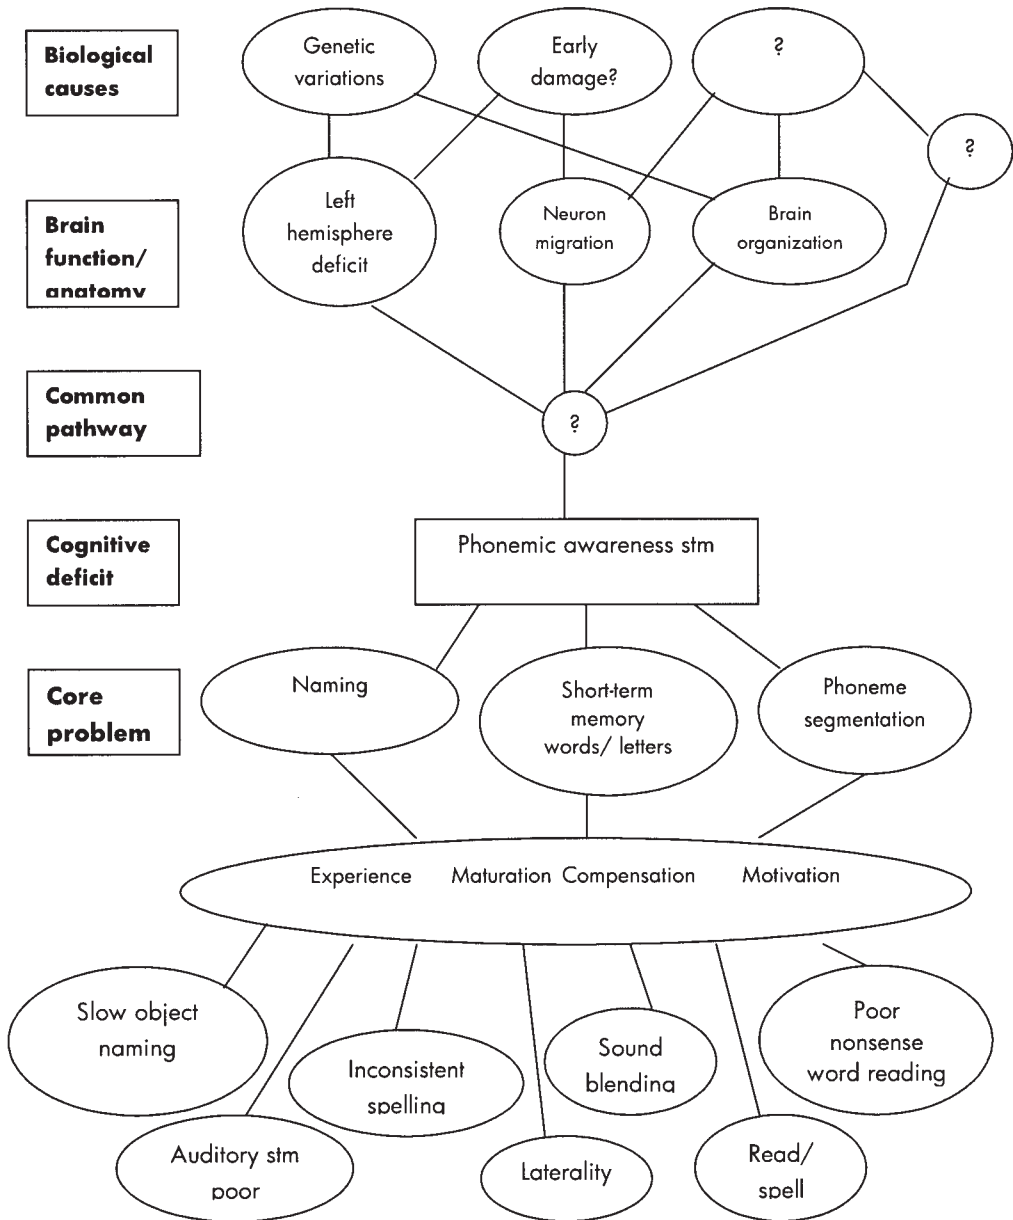 Biological
causes
Genetic
variations
Early
damage?
?
?
Brain
function/
anatomy
Left
hemisphere
deficit
Neuron
migration
Brain
organization
Common
pathway
?
Cognitive
deficit
Phonemic awareness stm
Core
problem
Naming
Short-term
memory
words/ letters
Phoneme
segmentation
Experience Maturation Compensation Motivation
Slow object
naming
Inconsistent
spelling
Sound
blending
Poor
nonsense
word reading
Auditory stm
poor
Laterality
Read/
spell